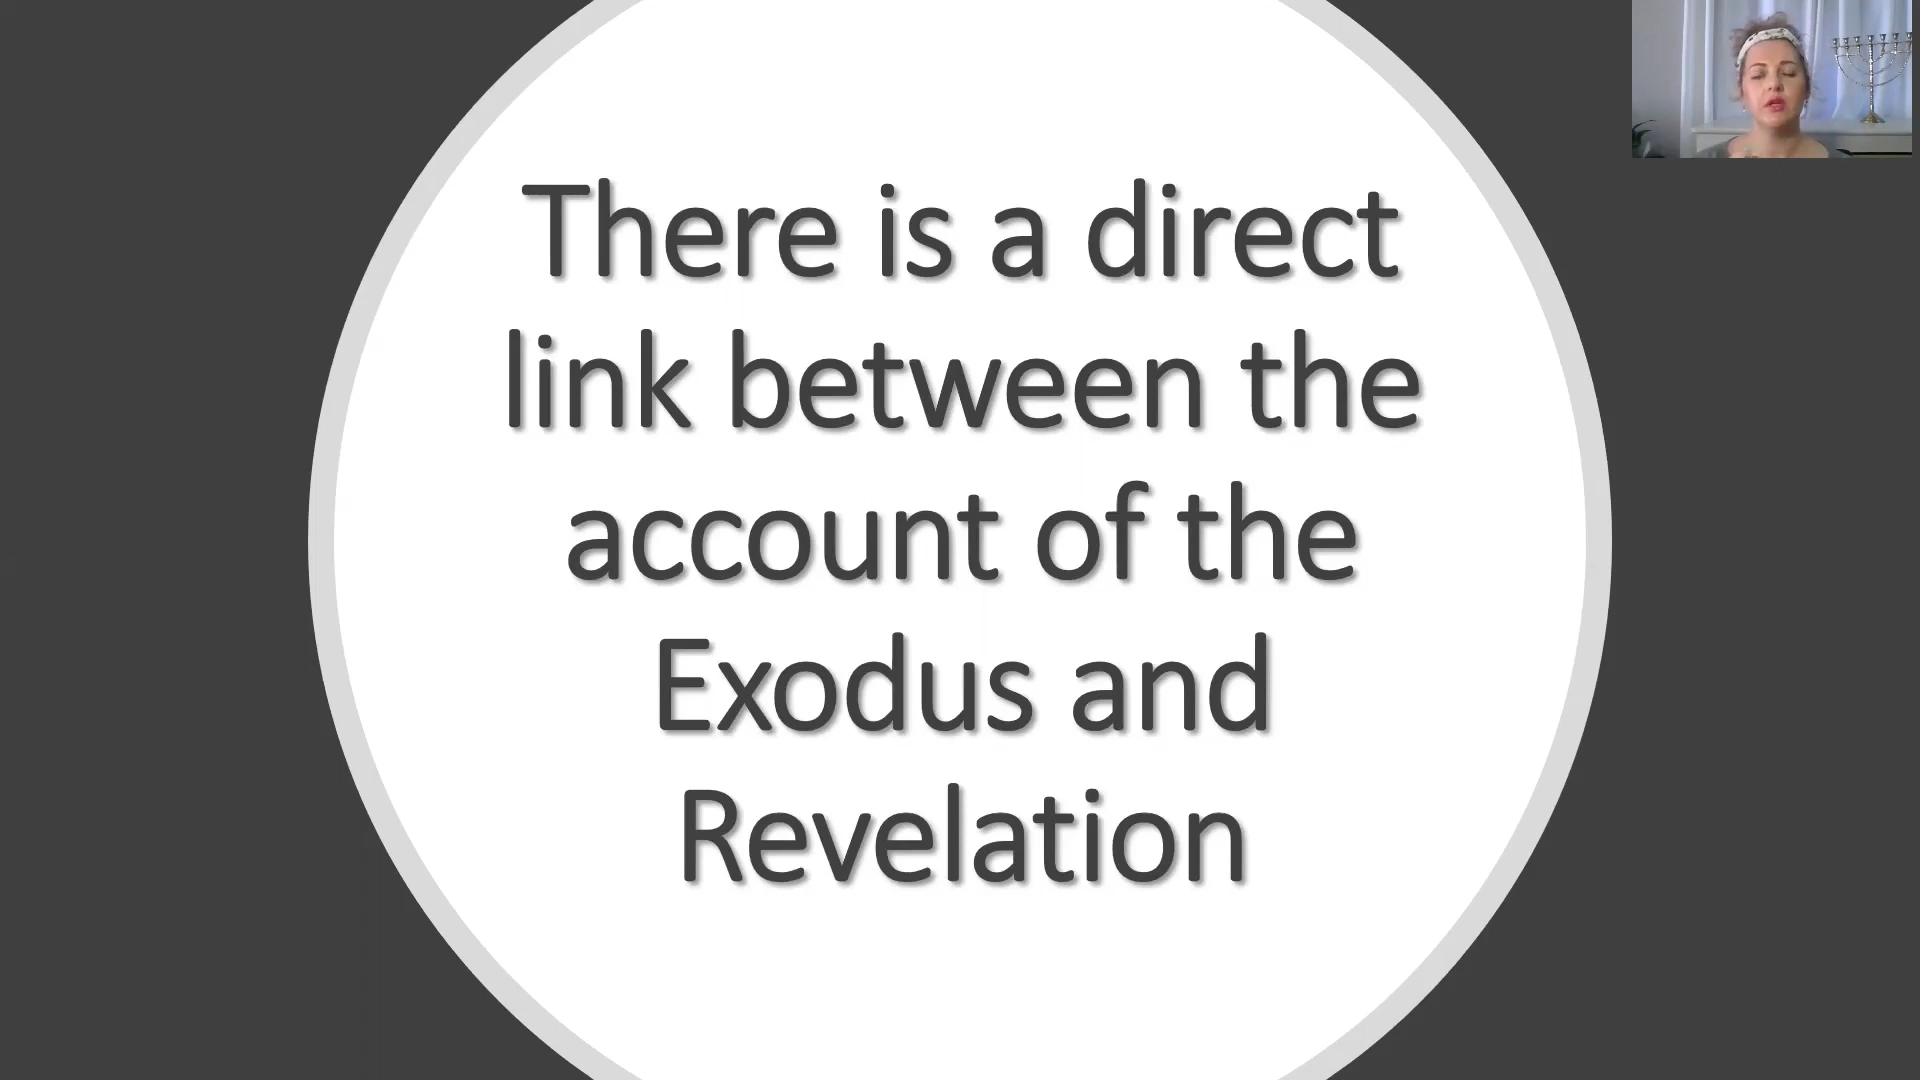 There is a direct
link between the
account of the
Exodus and
Revelation